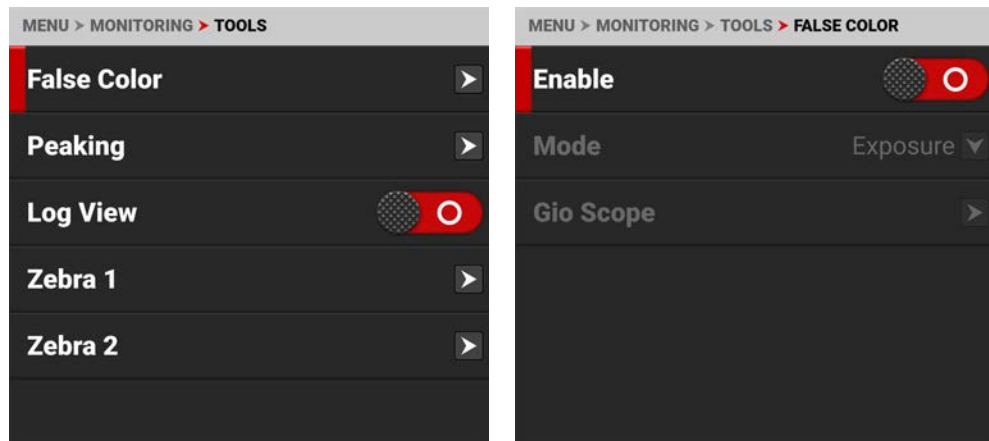 MENU > MONITORING > TOOLS
False Color
Peaking
Log View
Zebra 1
Zebra 2
MENU > MONITORING > TOOLS > FALSE COLOR
Enable
Mode Exposure
Gio Scope